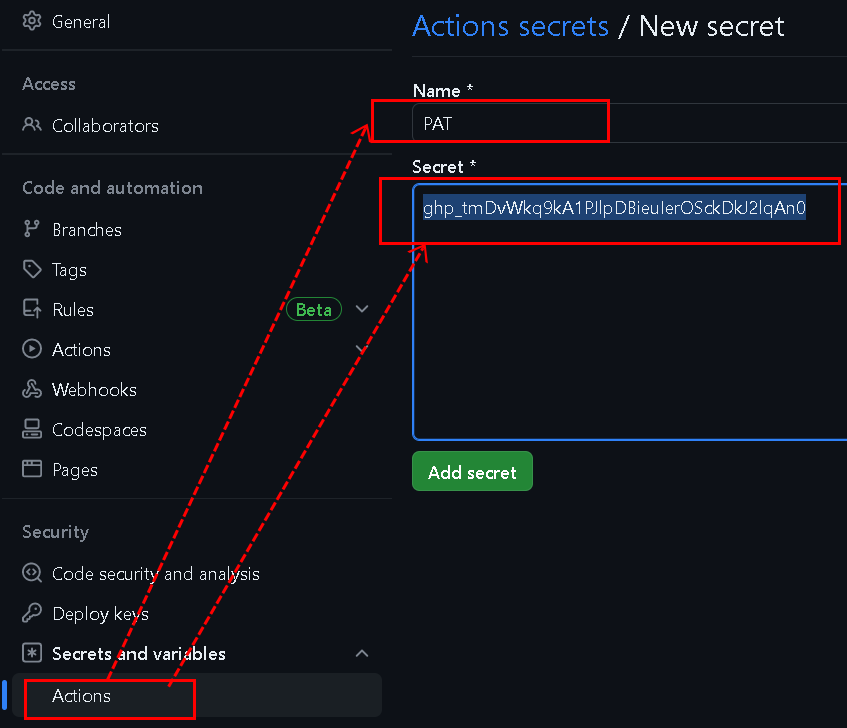 General
Access
Collaborators
Code and automation
Branches
Tags
Rules
Beta
Actions
Webhooks
Codespaces
Pages
Security
Code security and analysis
Deploy keys
Secrets and variables
Actions
Actions secrets / New secret
Name *
PAT
Secret *
Add secret